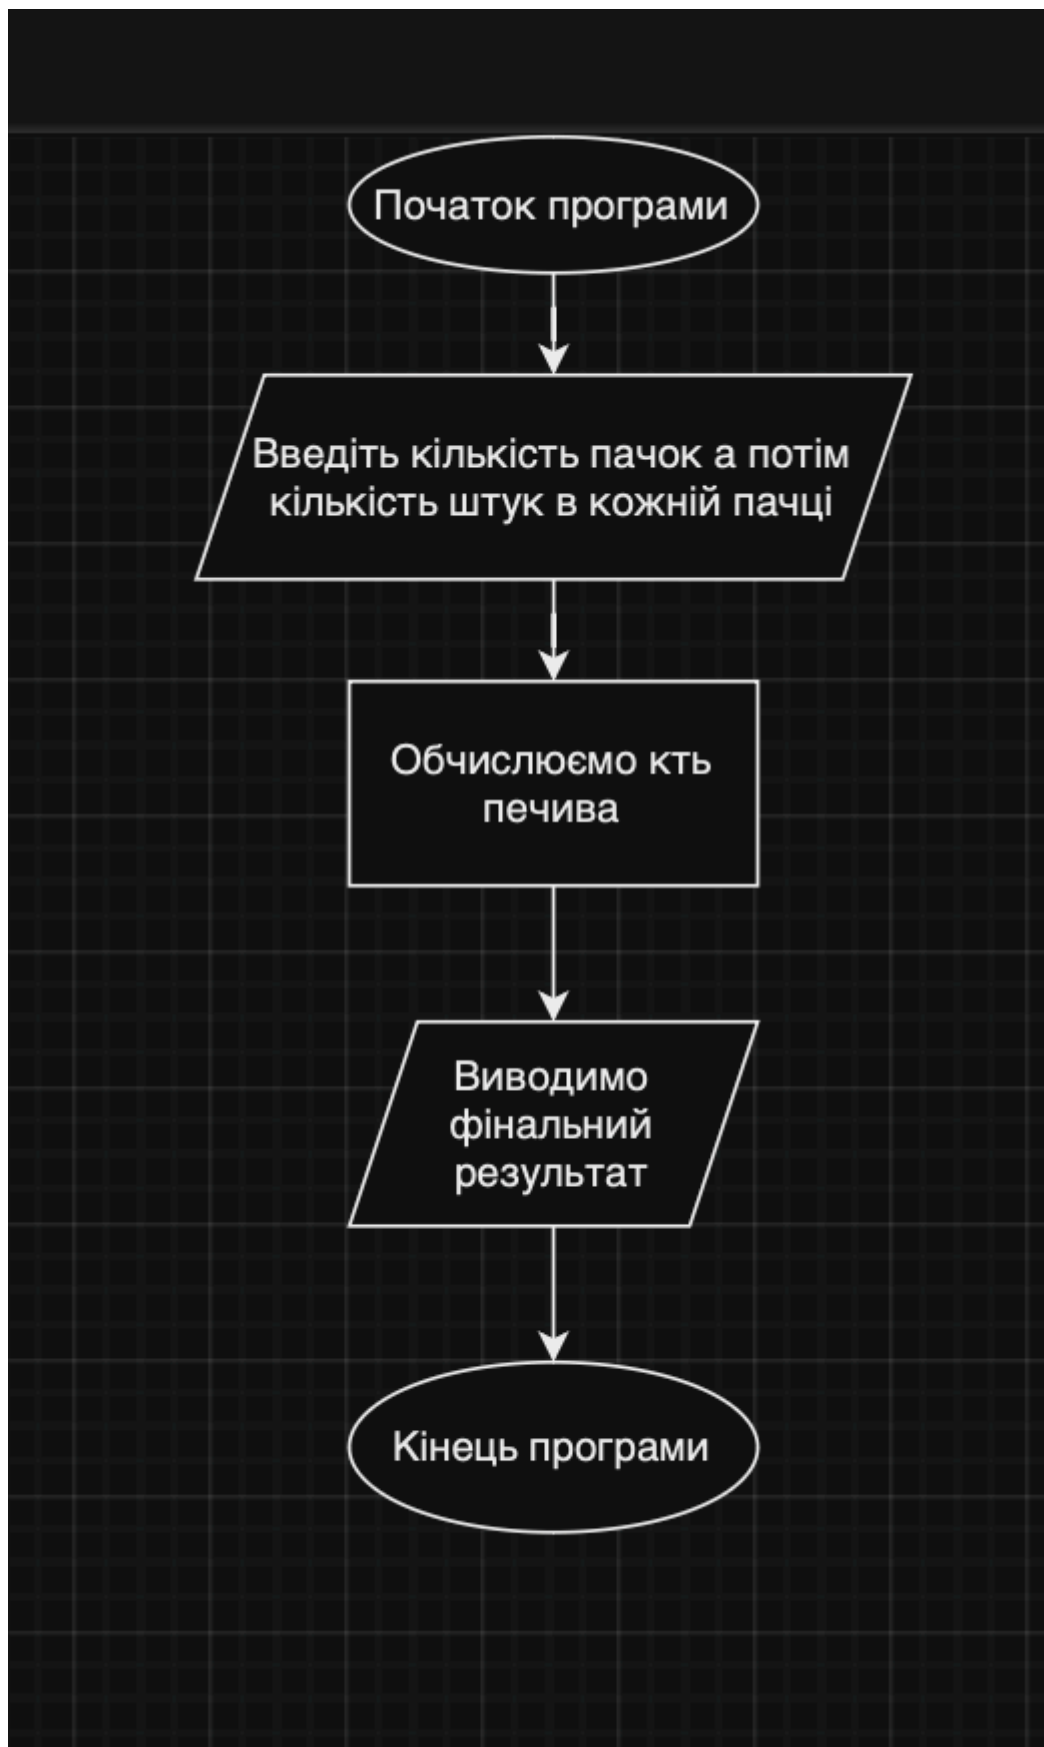 Початок програми
Введіть кількість пачок а потім
кількість штук в кожній пачці
Обчислюємо кть
печива
Виводимо
фінальний
результат
Кінець програми